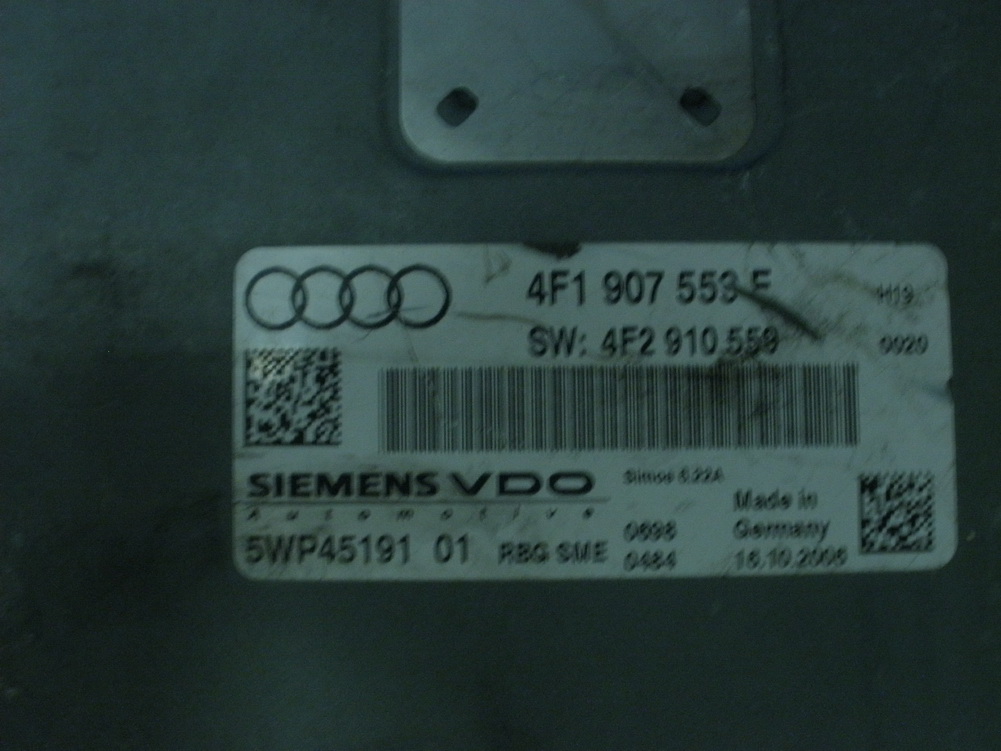 4F1 907 553 E H19
SW: 4F2 910 559 0020
SIEMENS VDO
Automotive
Simos 6.22A
5WP45191 01 RBG SME
0698
0484
Made in
Germany
16.10.2006